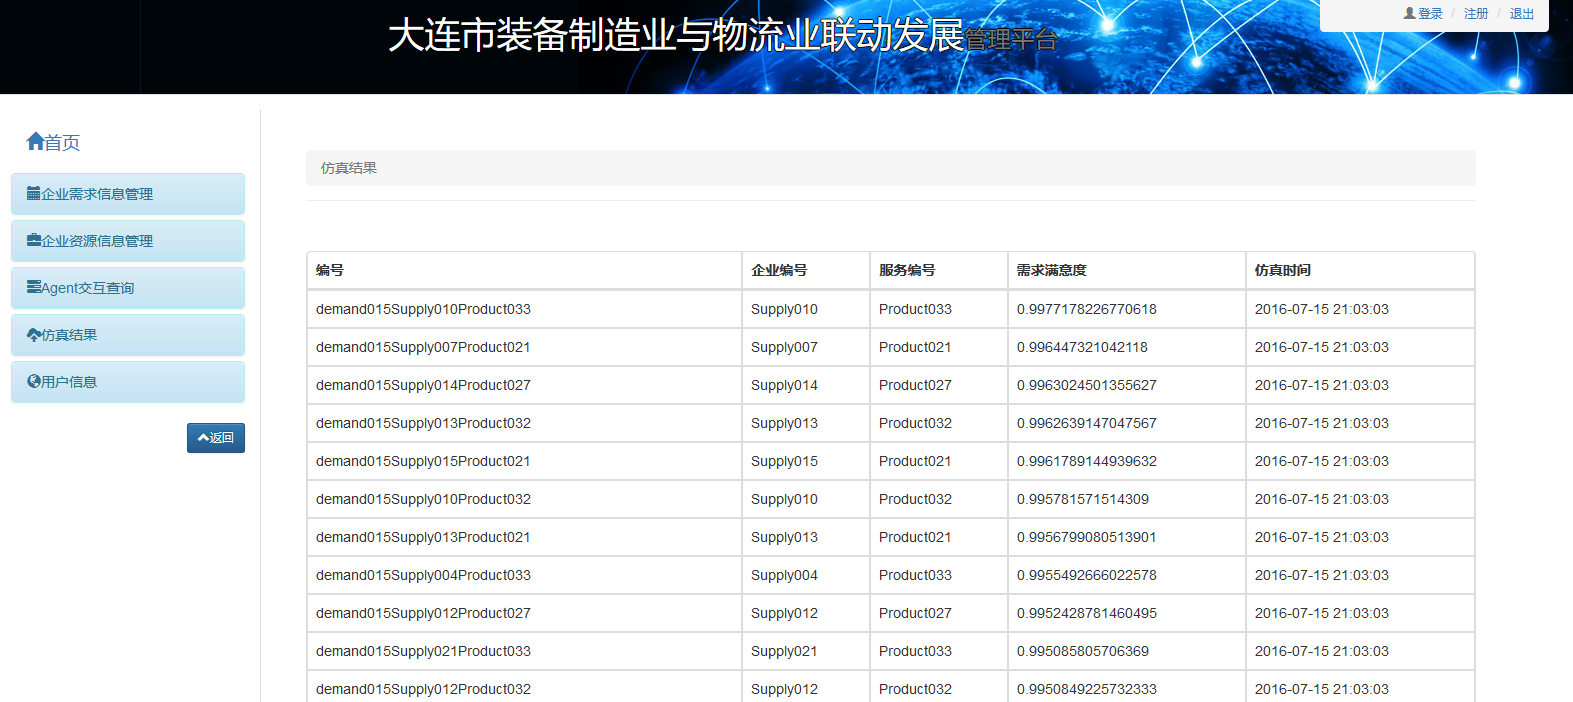 大连市装备制造业与物流业联动发展管理平台
登录 / 注册 / 退出
首页
企业需求信息管理
企业资源信息管理
Agent交互查询
仿真结果
用户信息
返回
仿真结果
编号 企业编号 服务编号 需求满意度 仿真时间
demand015Supply010Product033 Supply010 Product033 0.9977178226770618 2016-07-15 21:03:03
demand015Supply007Product021 Supply007 Product021 0.996447321042118 2016-07-15 21:03:03
demand015Supply014Product027 Supply014 Product027 0.9963024501355627 2016-07-15 21:03:03
demand015Supply013Product032 Supply013 Product032 0.9962639147047567 2016-07-15 21:03:03
demand015Supply015Product021 Supply015 Product021 0.9961789144939632 2016-07-15 21:03:03
demand015Supply010Product032 Supply010 Product032 0.995781571514309 2016-07-15 21:03:03
demand015Supply013Product021 Supply013 Product021 0.9956799080513901 2016-07-15 21:03:03
demand015Supply004Product033 Supply004 Product033 0.9955492666022578 2016-07-15 21:03:03
demand015Supply012Product027 Supply012 Product027 0.9952428781460495 2016-07-15 21:03:03
demand015Supply021Product033 Supply021 Product033 0.995085805706369 2016-07-15 21:03:03
demand015Supply012Product032 Supply012 Product032 0.9950849225732333 2016-07-15 21:03:03